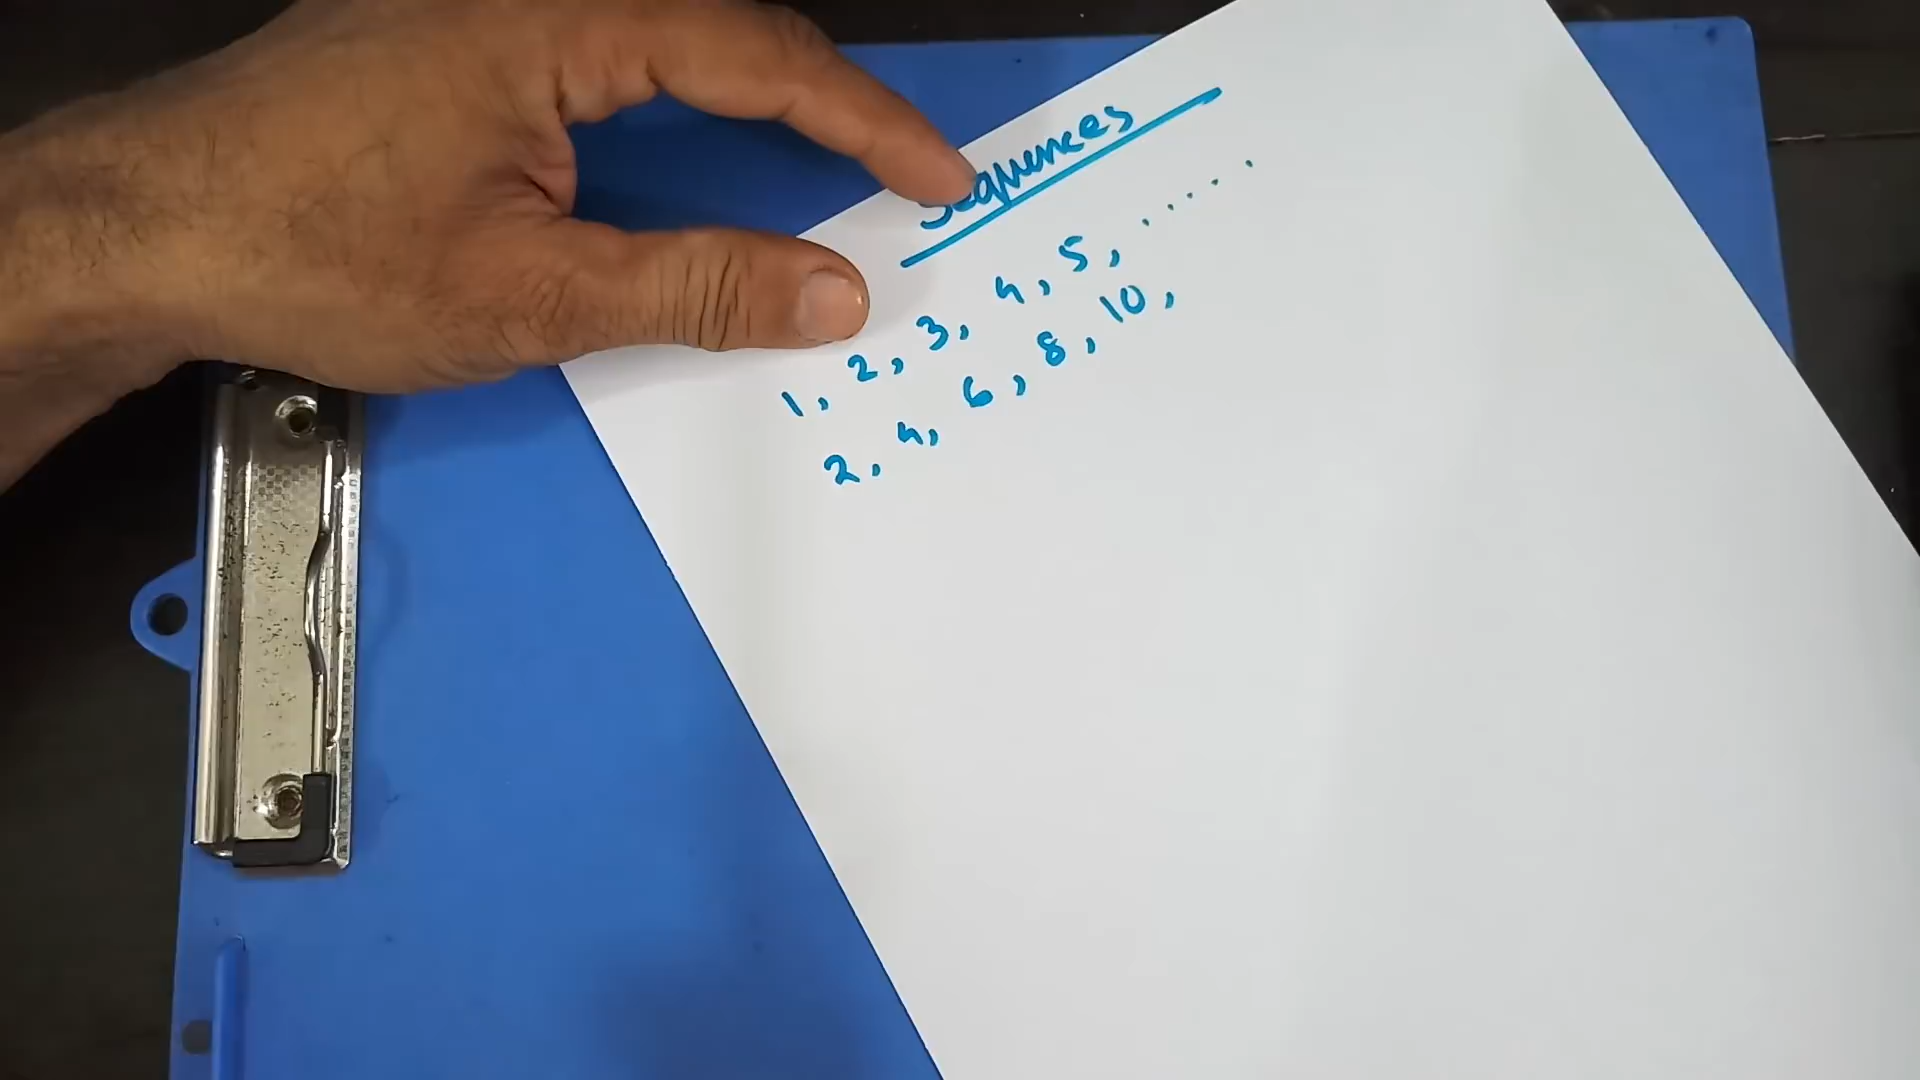 Sequences
1, 2, 3, 4, 5, ......
2, 4, 6, 8, 10,